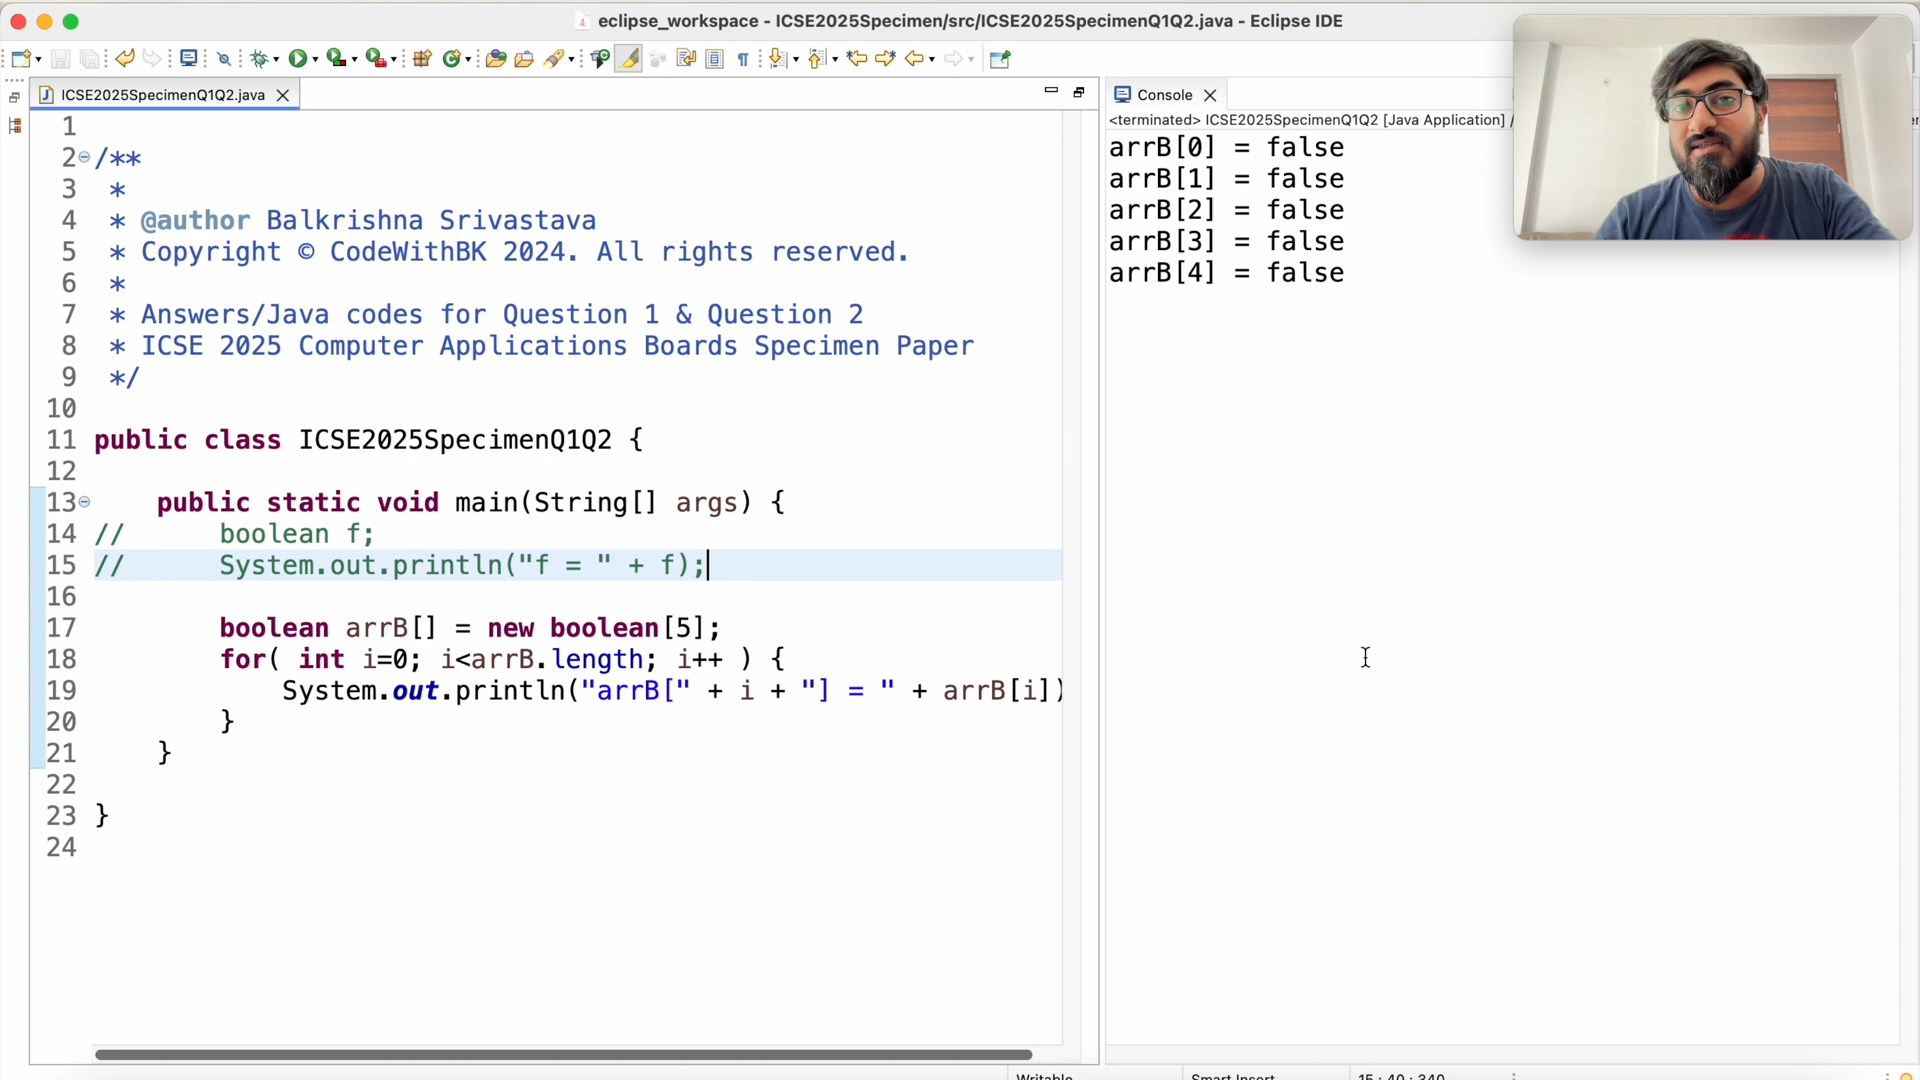 eclipse_workspace - ICSE2025Specimen/src/ICSE2025SpecimenQ1Q2.java - Eclipse IDE
ICSE2025SpecimenQ1Q2.java
1
2 /**
3  *
4  * @author Balkrishna Srivastava
5  * Copyright © CodeWithBK 2024. All rights reserved.
6  *
7  * Answers/Java codes for Question 1 & Question 2
8  * ICSE 2025 Computer Applications Boards Specimen Paper
9  */
10
11 public class ICSE2025SpecimenQ1Q2 {
12
13     public static void main(String[] args) {
14 //      boolean f;
15 //      System.out.println("f = " + f);
16
17         boolean arrB[] = new boolean[5];
18         for( int i=0; i<arrB.length; i++ ) {
19             System.out.println("arrB[" + i + "] = " + arrB[i])
20         }
21     }
22
23 }
24
Console
<terminated> ICSE2025SpecimenQ1Q2 [Java Application] /
arrB[0] = false
arrB[1] = false
arrB[2] = false
arrB[3] = false
arrB[4] = false
Writable
Smart Insert
15 : 40 : 340